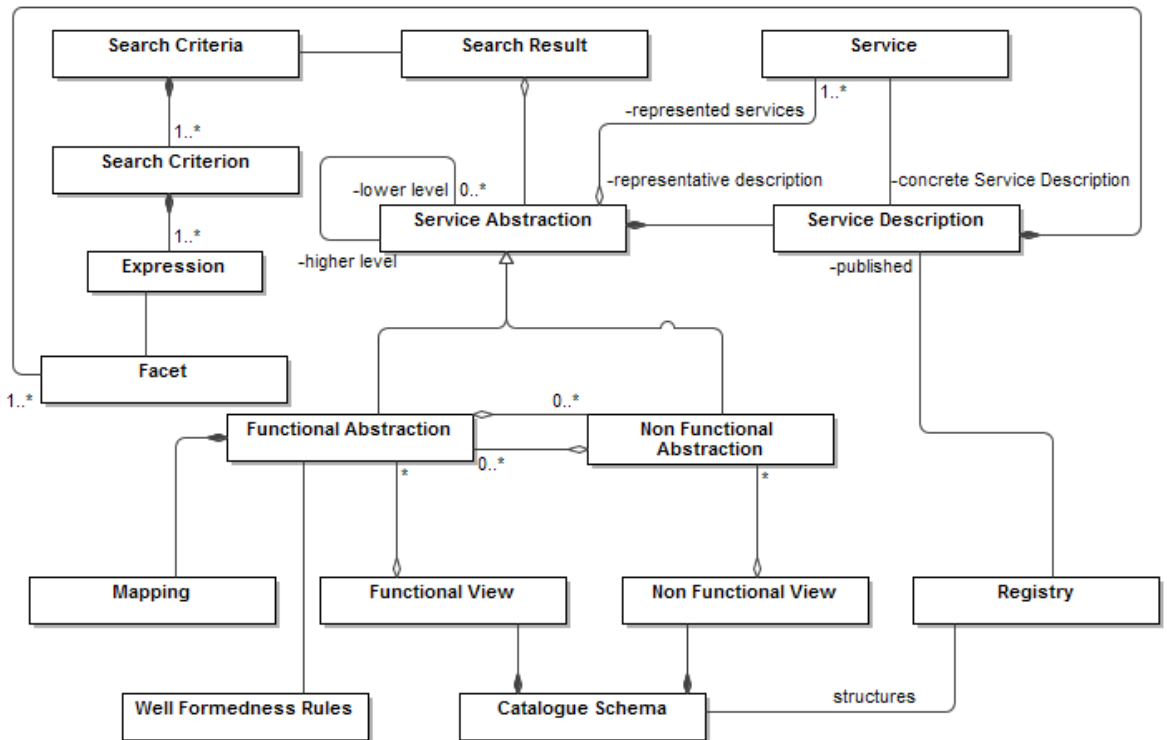 Search Criteria
Search Result
Service
1..*
-represented services
1..*
Search Criterion
-lower level
0..*
-representative description
-concrete Service Description
Service Abstraction
Service Description
1..*
Expression
-higher level
-published
Facet
1..*
0..*
Functional Abstraction
Non Functional
Abstraction
0..*
*
*
Mapping
Functional View
Non Functional View
Registry
structures
Well Formedness Rules
Catalogue Schema